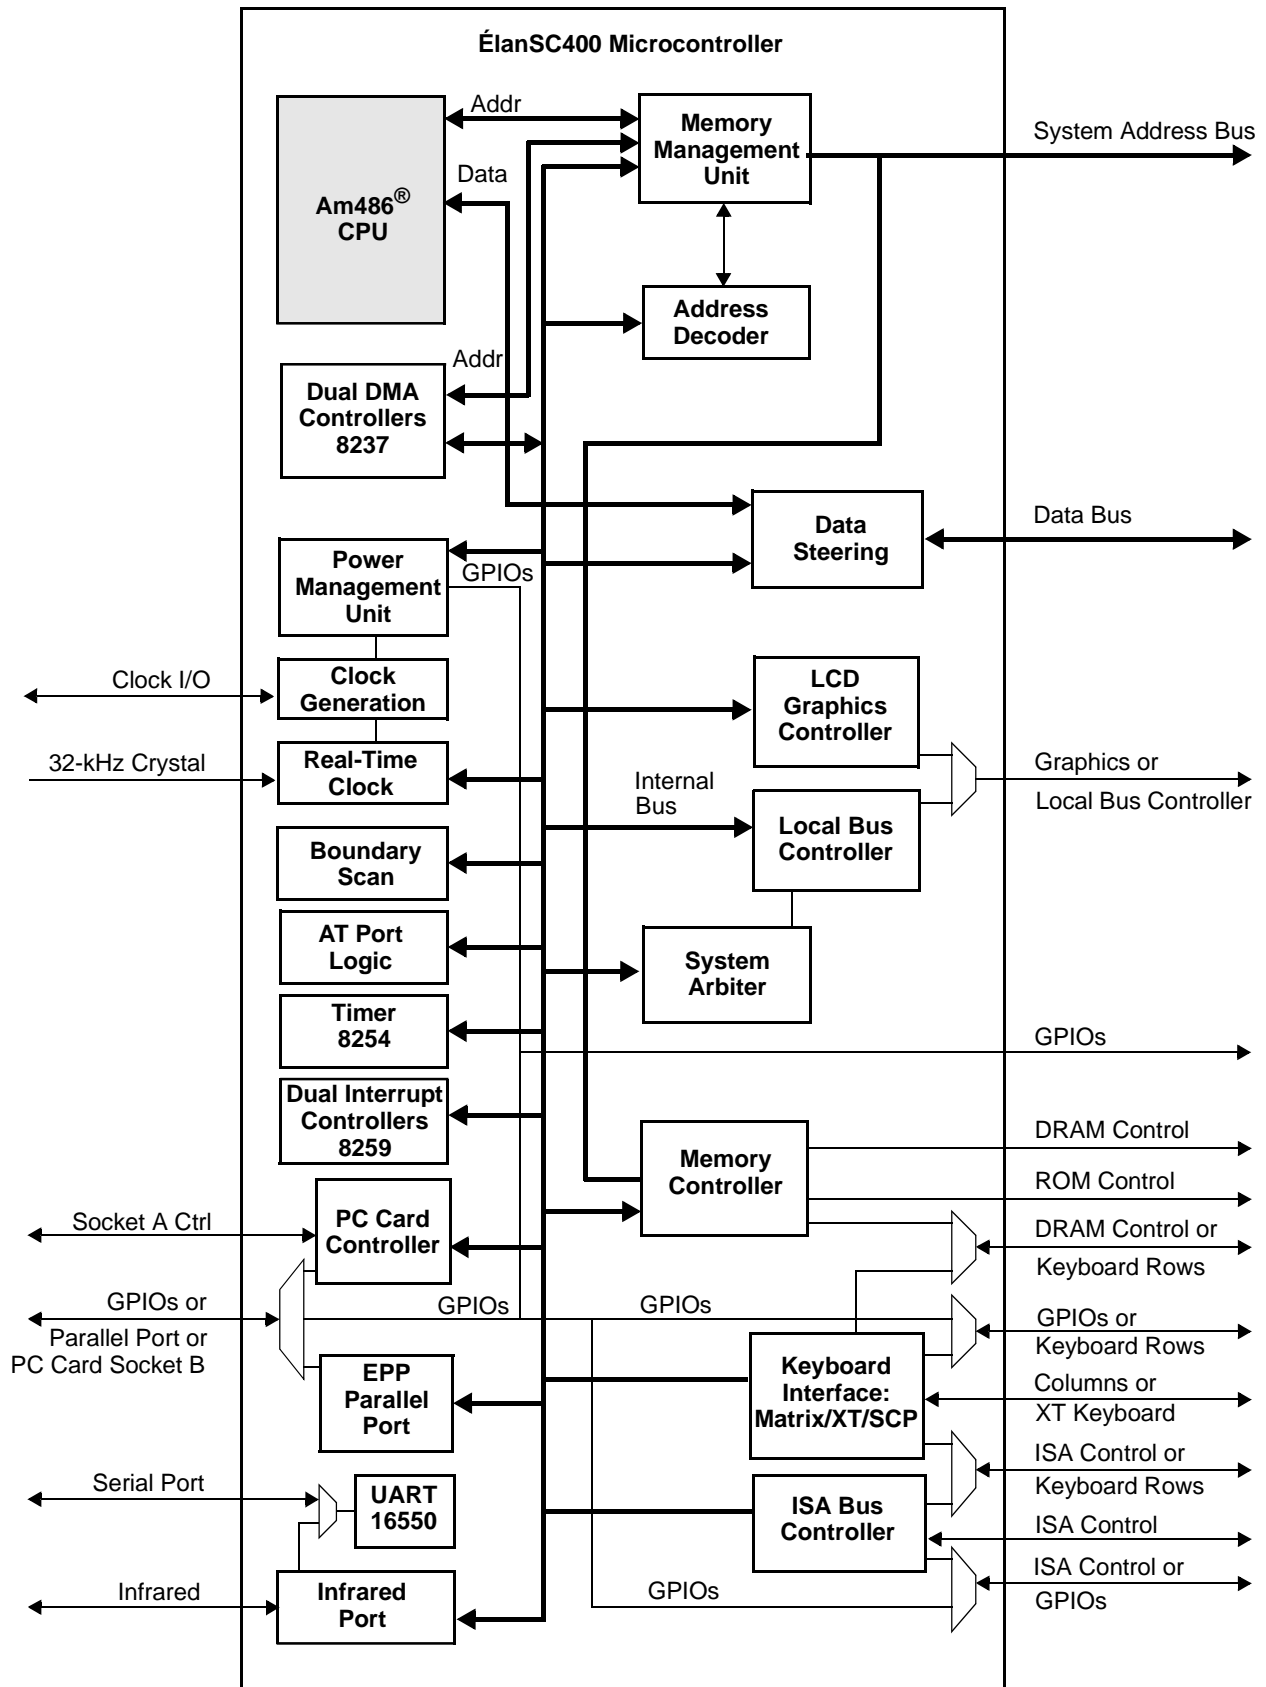 ÉlanSC400 Microcontroller
Addr
Memory
Management
Unit
System Address Bus
Data
Am486®
CPU
Address
Decoder
Addr
Dual DMA
Controllers
8237
Data
Steering
Data Bus
Power
Management
Unit
GPIOs
Clock I/O
Clock
Generation
LCD
Graphics
Controller
32-kHz Crystal
Real-Time
Clock
Internal
Bus
Graphics or
Local Bus Controller
Local Bus
Controller
Boundary
Scan
AT Port
Logic
System
Arbiter
Timer
8254
GPIOs
Dual Interrupt
Controllers
8259
Memory
Controller
DRAM Control
ROM Control
Socket A Ctrl
PC Card
Controller
DRAM Control or
Keyboard Rows
GPIOs or
Parallel Port or
PC Card Socket B
GPIOs
GPIOs
GPIOs or
Keyboard Rows
EPP
Parallel
Port
Keyboard
Interface:
Matrix/XT/SCP
Columns or
XT Keyboard
ISA Control or
Keyboard Rows
Serial Port
UART
16550
ISA Bus
Controller
ISA Control
Infrared
Infrared
Port
GPIOs
ISA Control or
GPIOs